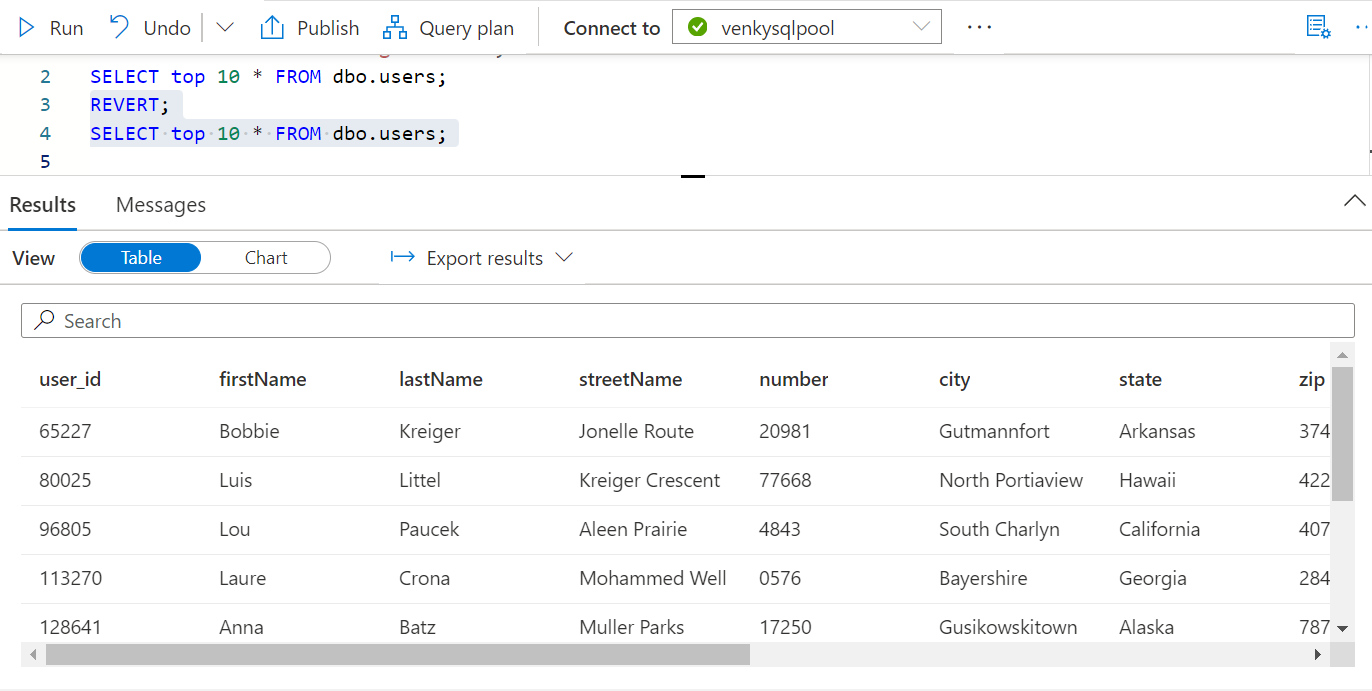 Run Undo Publish Query plan Connect to venkysqlpool
2 SELECT top 10 * FROM dbo.users;
3 REVERT;
4 SELECT top 10 * FROM dbo.users;
5
Results Messages
View Table Chart Export results
Search
user_id firstName lastName streetName number city state zip
65227 Bobbie Kreiger Jonelle Route 20981 Gutmannfort Arkansas 374
80025 Luis Littel Kreiger Crescent 77668 North Portiaview Hawaii 422
96805 Lou Paucek Aleen Prairie 4843 South Charlyn California 407
113270 Laure Crona Mohammed Well 0576 Bayershire Georgia 284
128641 Anna Batz Muller Parks 17250 Gusikowskitown Alaska 787